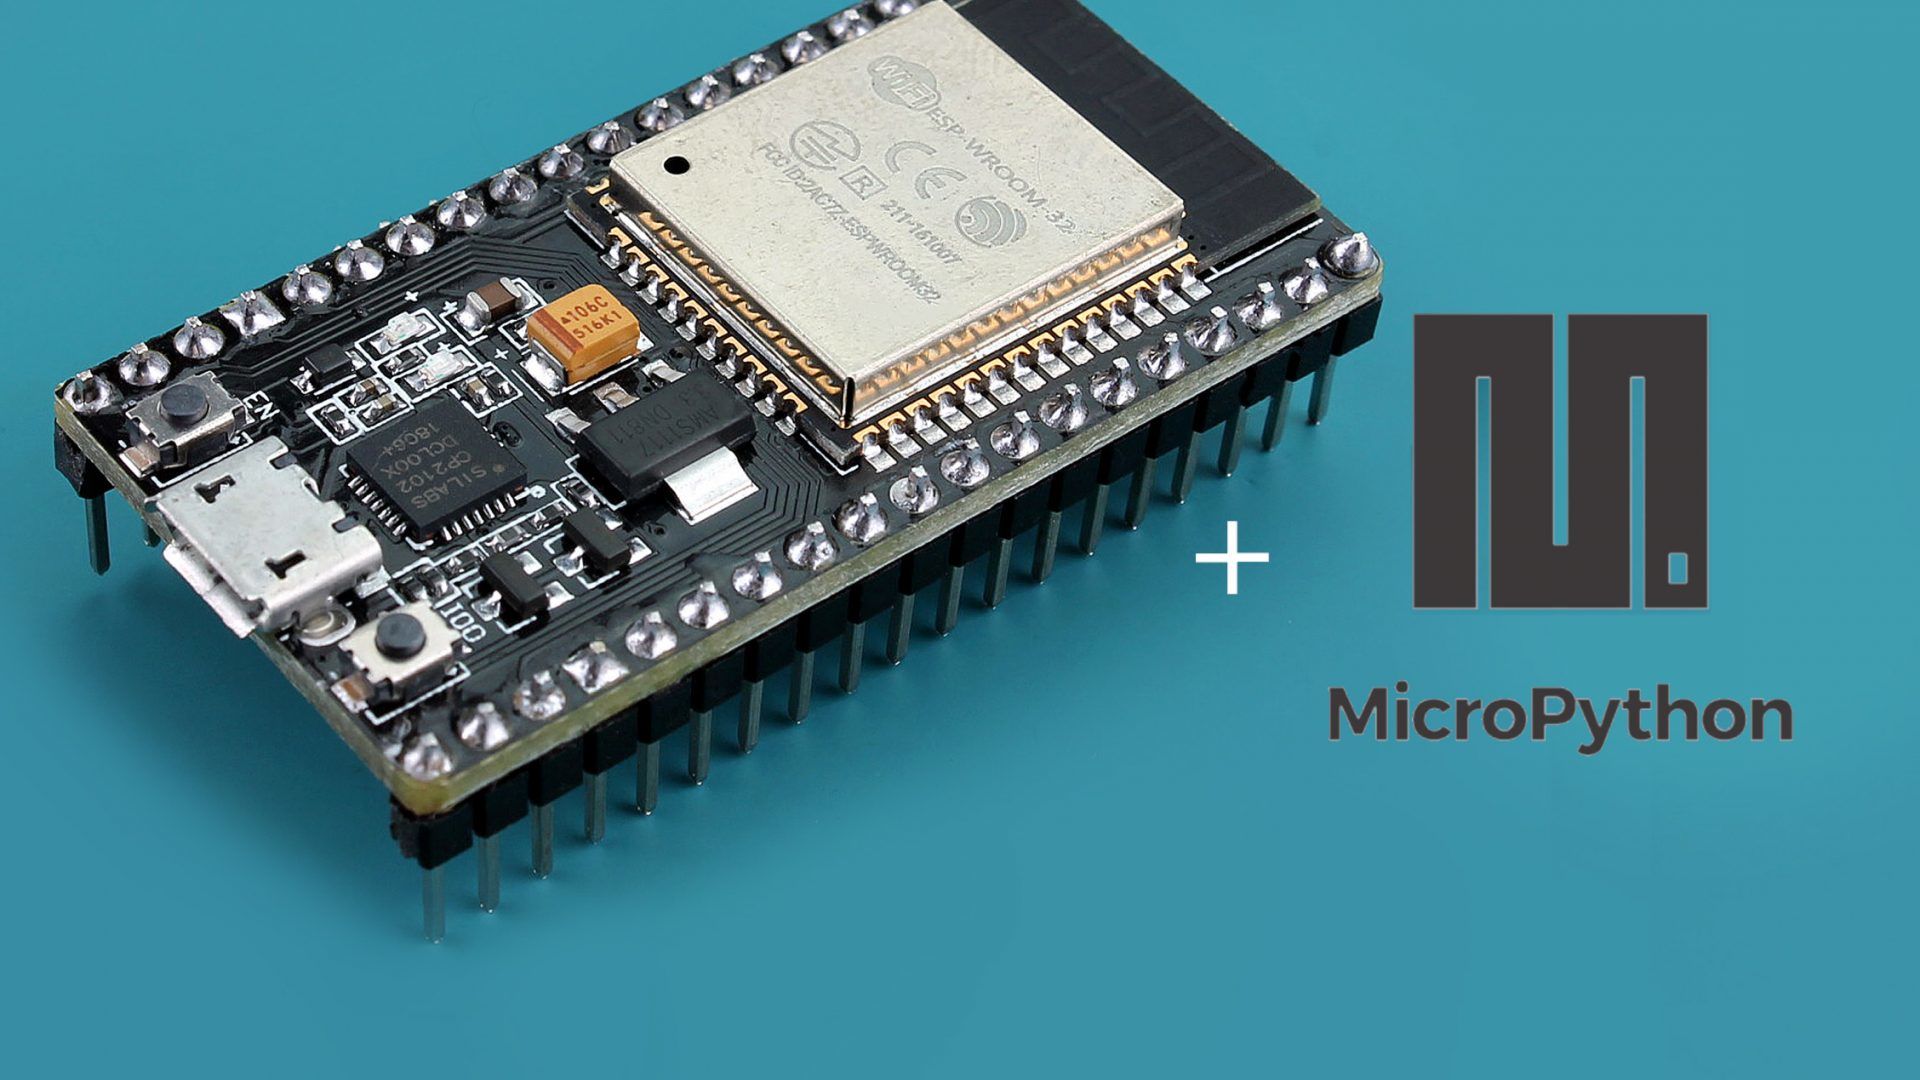 WiFi
ESP-WROOM-32
CE
R
211-161007
FCC ID:2AC7Z-ESPWROOM32
106C
516K1
EN
AMS1117
DN811
SILABS
CP2102
DCL00X
18C6+
IO0
+
MicroPython